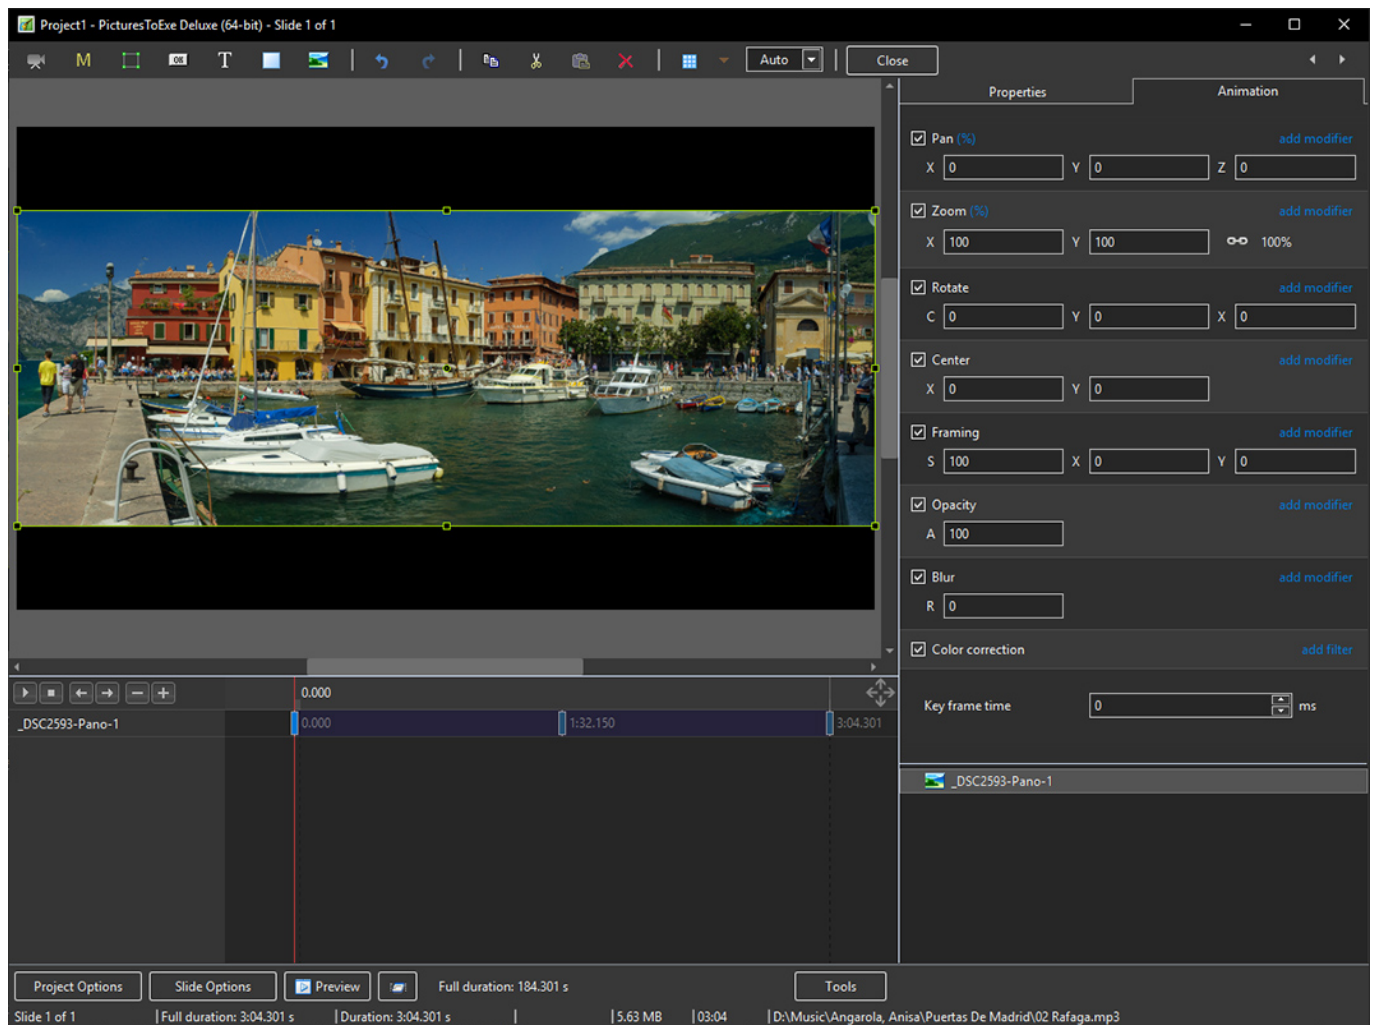 Project1 - PicturesToExe Deluxe (64-bit) - Slide 1 of 1
M OK T Auto Close
Properties Animation
Pan (%) add modifier
X 0 Y 0 Z 0
Zoom (%) add modifier
X 100 Y 100 100%
Rotate add modifier
C 0 Y 0 X 0
Center add modifier
X 0 Y 0
Framing add modifier
S 100 X 0 Y 0
Opacity add modifier
A 100
Blur add modifier
R 0
Color correction add filter
Key frame time 0 ms
0.000
_DSC2593-Pano-1 0.000 1:32.150 3:04.301
_DSC2593-Pano-1
Project Options Slide Options Preview Full duration: 184.301 s Tools
Slide 1 of 1 | Full duration: 3:04.301 s | Duration: 3:04.301 s | | 5.63 MB | 03:04 | D:\Music\Angarola, Anisa\Puertas De Madrid\02 Rafaga.mp3